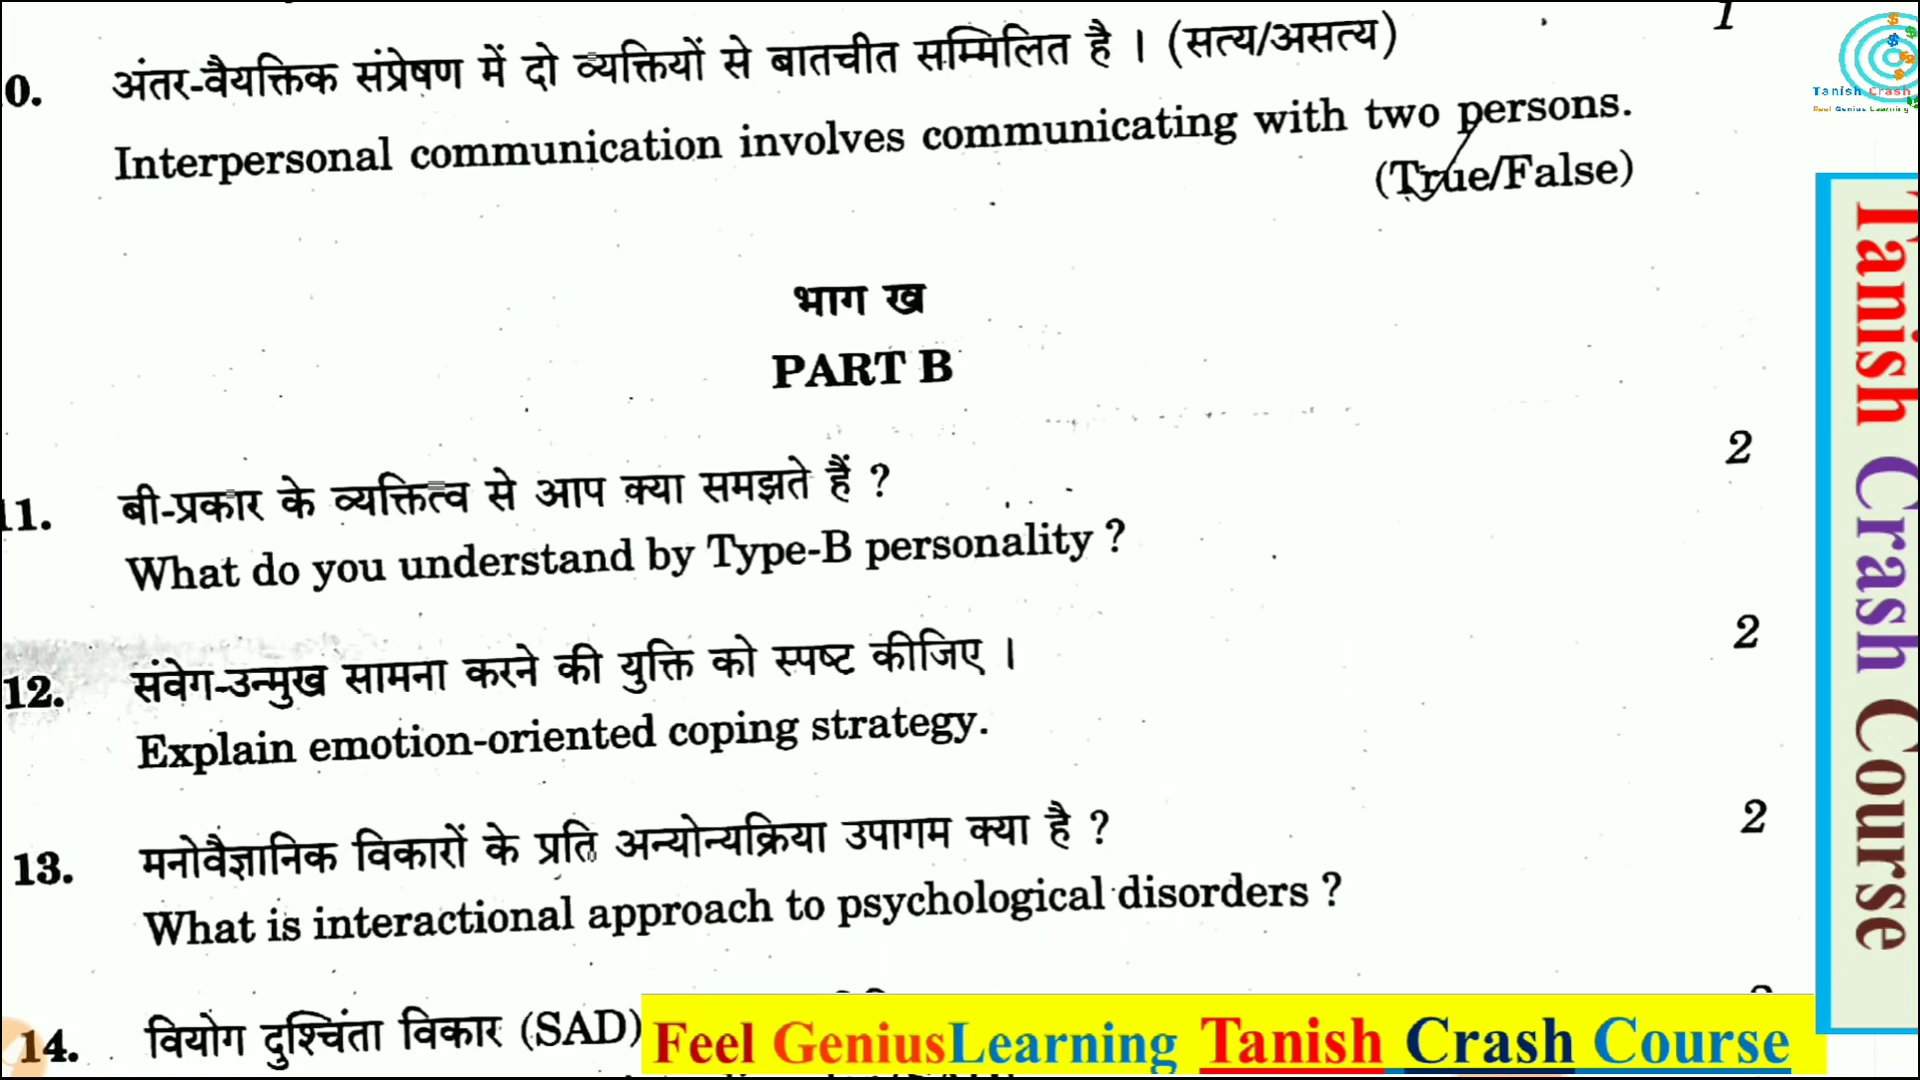 1
0. अंतर-वैयक्तिक संप्रेषण में दो व्यक्तियों से बातचीत सम्मिलित है । (सत्य/असत्य)
Interpersonal communication involves communicating with two persons.
(True/False)
भाग ख
PART B
11. बी-प्रकार के व्यक्तित्व से आप क्या समझते हैं ? 2
What do you understand by Type-B personality ?
12. संवेग-उन्मुख सामना करने की युक्ति को स्पष्ट कीजिए । 2
Explain emotion-oriented coping strategy.
13. मनोवैज्ञानिक विकारों के प्रति अन्योन्यक्रिया उपागम क्या है ? 2
What is interactional approach to psychological disorders ?
14. वियोग दुश्चिंता विकार (SAD)
Feel GeniusLearning Tanish Crash Course
Tanish Crash
Feel Genius Learning
Tanish Crash Course